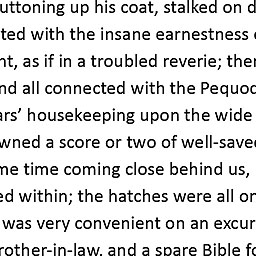 uttoning up his coat, stalked on d
ted with the insane earnestness
nt, as if in a troubled reverie; the
nd all connected with the Pequo
ars’ housekeeping upon the wide
wned a score or two of well-save
me time coming close behind us,
ed within; the hatches were all on
was very convenient on an excur
rother-in-law, and a spare Bible fo